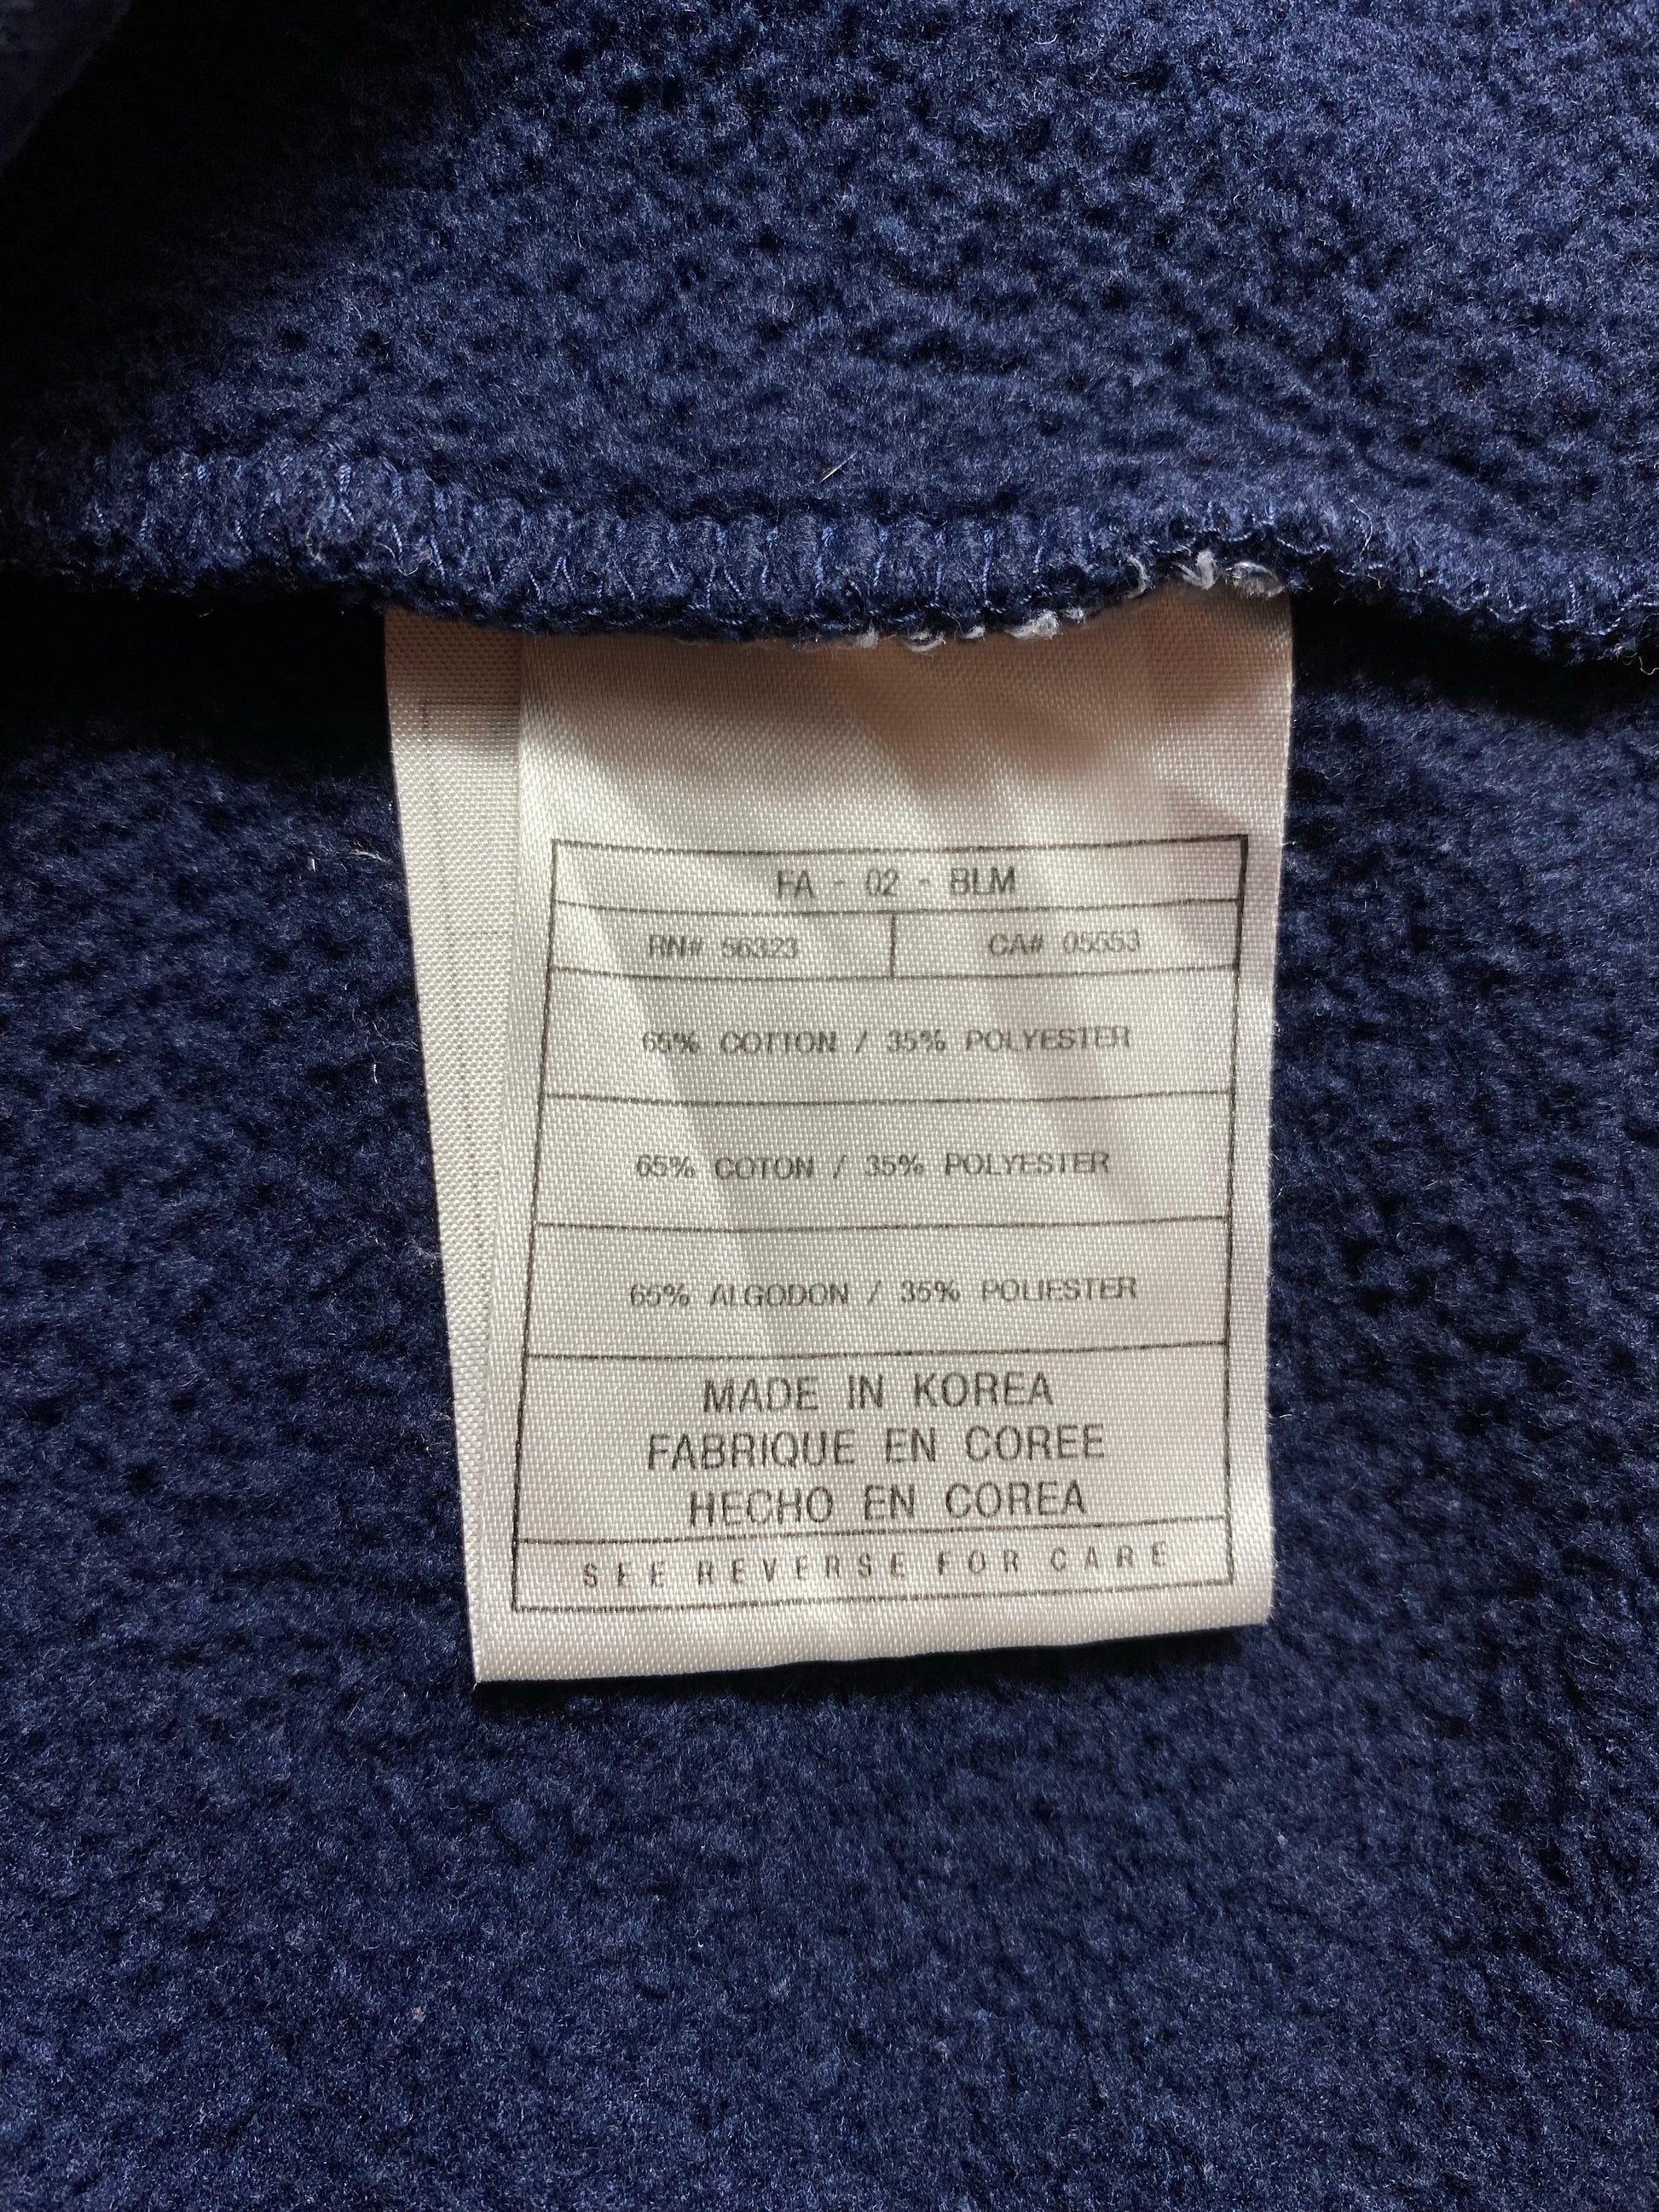 FA - 02 - BLM
RN# 56323 CA# 05553
65% COTTON / 35% POLYESTER
65% COTON / 35% POLYESTER
65% ALGODON / 35% POLIESTER
MADE IN KOREA
FABRIQUE EN COREE
HECHO EN COREA
SEE REVERSE FOR CARE